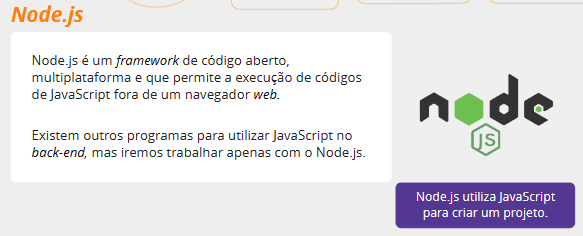 Node.js
Node.js é um framework de código aberto,
multiplataforma e que permite a execução de códigos
de JavaScript fora de um navegador web.
Existem outros programas para utilizar JavaScript no
back-end, mas iremos trabalhar apenas com o Node.js.
node
JS
Node.js utiliza JavaScript
para criar um projeto.